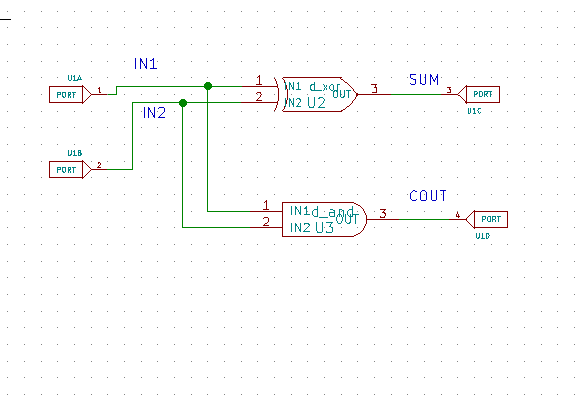 IN1
U1A
PORT 1
1 IN1 d_xor
2 IN2 U2 OUT 3
SUM
3 PORT
U1C
IN2
U1B
PORT 2
COUT
1 IN1 d_and
2 IN2 U3 OUT 3
4 PORT
U1D